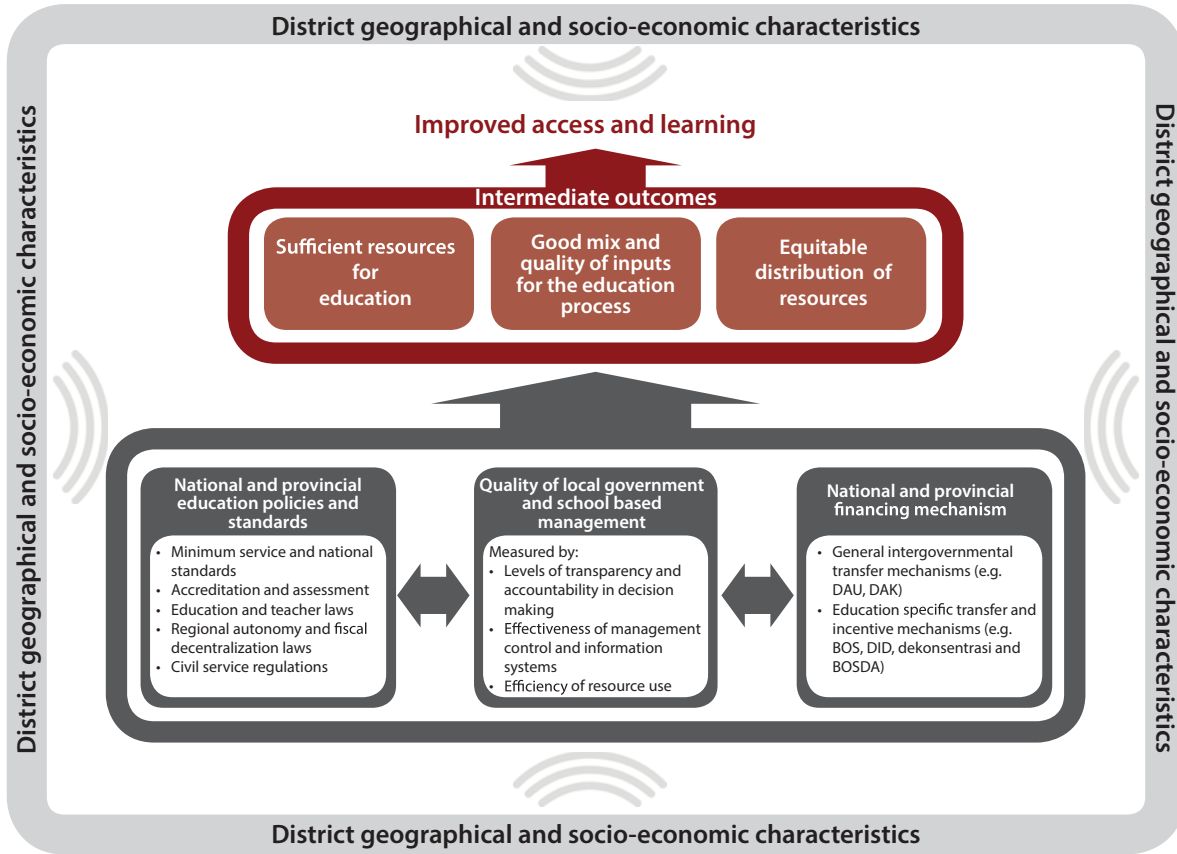 District geographical and socio-economic characteristics
District geographical and socio-economic characteristics
District geographical and socio-economic characteristics
Improved access and learning
Intermediate outcomes
Sufficient resources
for
education
Good mix and
quality of inputs
for the education
process
Equitable
distribution of
resources
National and provincial
education policies and
standards
• Minimum service and national
standards
• Accreditation and assessment
• Education and teacher laws
• Regional autonomy and fiscal
decentralization laws
• Civil service regulations
Quality of local government
and school based
management
Measured by:
• Levels of transparency and
accountability in decision
making
• Effectiveness of management
control and information
systems
• Efficiency of resource use
National and provincial
financing mechanism
• General intergovernmental
transfer mechanisms (e.g.
DAU, DAK)
• Education specific transfer and
incentive mechanisms (e.g.
BOS, DID, dekonsentrasi and
BOSDA)
District geographical and socio-economic characteristics